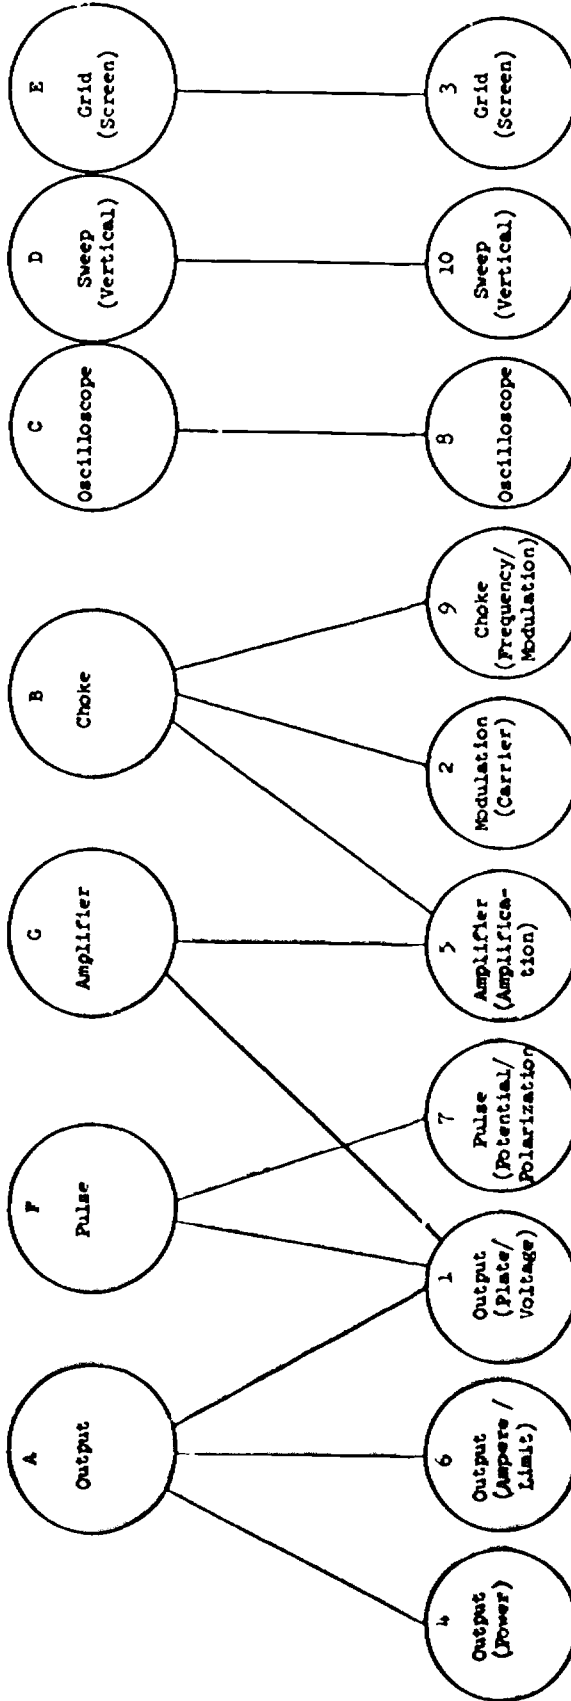 A
Output
F
Pulse
G
Amplifier
B
Choke
C
Oscilloscope
D
Sweep
(Vertical)
E
Grid
(Screen)
4
Output
(Power)
6
Output
(Ampere /
Limit)
1
Output
(Plate/
Voltage)
7
Pulse
(Potential/
Polarization
5
Amplifier
(Amplifica-
tion)
2
Modulation
(Carrier)
9
Choke
(Frequency/
Modulation)
8
Oscilloscope
10
Sweep
(Vertical)
3
Grid
(Screen)